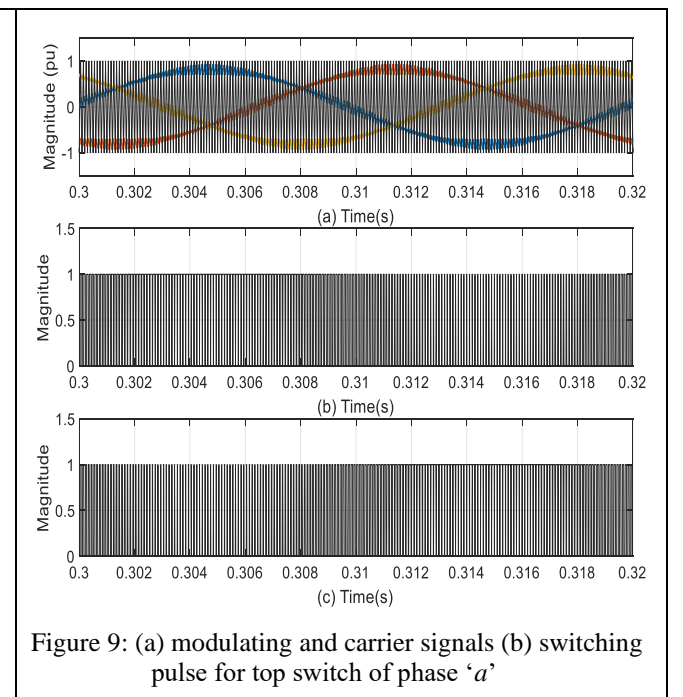 Magnitude (pu)
1
0
-1
0.3 0.302 0.304 0.306 0.308 0.31 0.312 0.314 0.316 0.318 0.32
(a) Time(s)
Magnitude
1.5
1
0.5
0
0.3 0.302 0.304 0.306 0.308 0.31 0.312 0.314 0.316 0.318 0.32
(b) Time(s)
Magnitude
1.5
1
0.5
0
0.3 0.302 0.304 0.306 0.308 0.31 0.312 0.314 0.316 0.318 0.32
(c) Time(s)
Figure 9: (a) modulating and carrier signals (b) switching
pulse for top switch of phase ‘a’